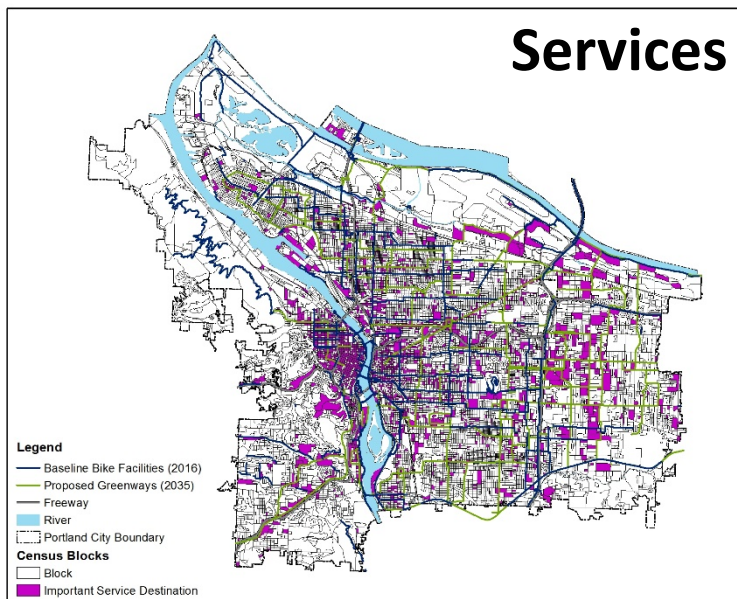 Services
Legend
Baseline Bike Facilities (2016)
Proposed Greenways (2035)
Freeway
River
Portland City Boundary
Census Blocks
Block
Important Service Destination